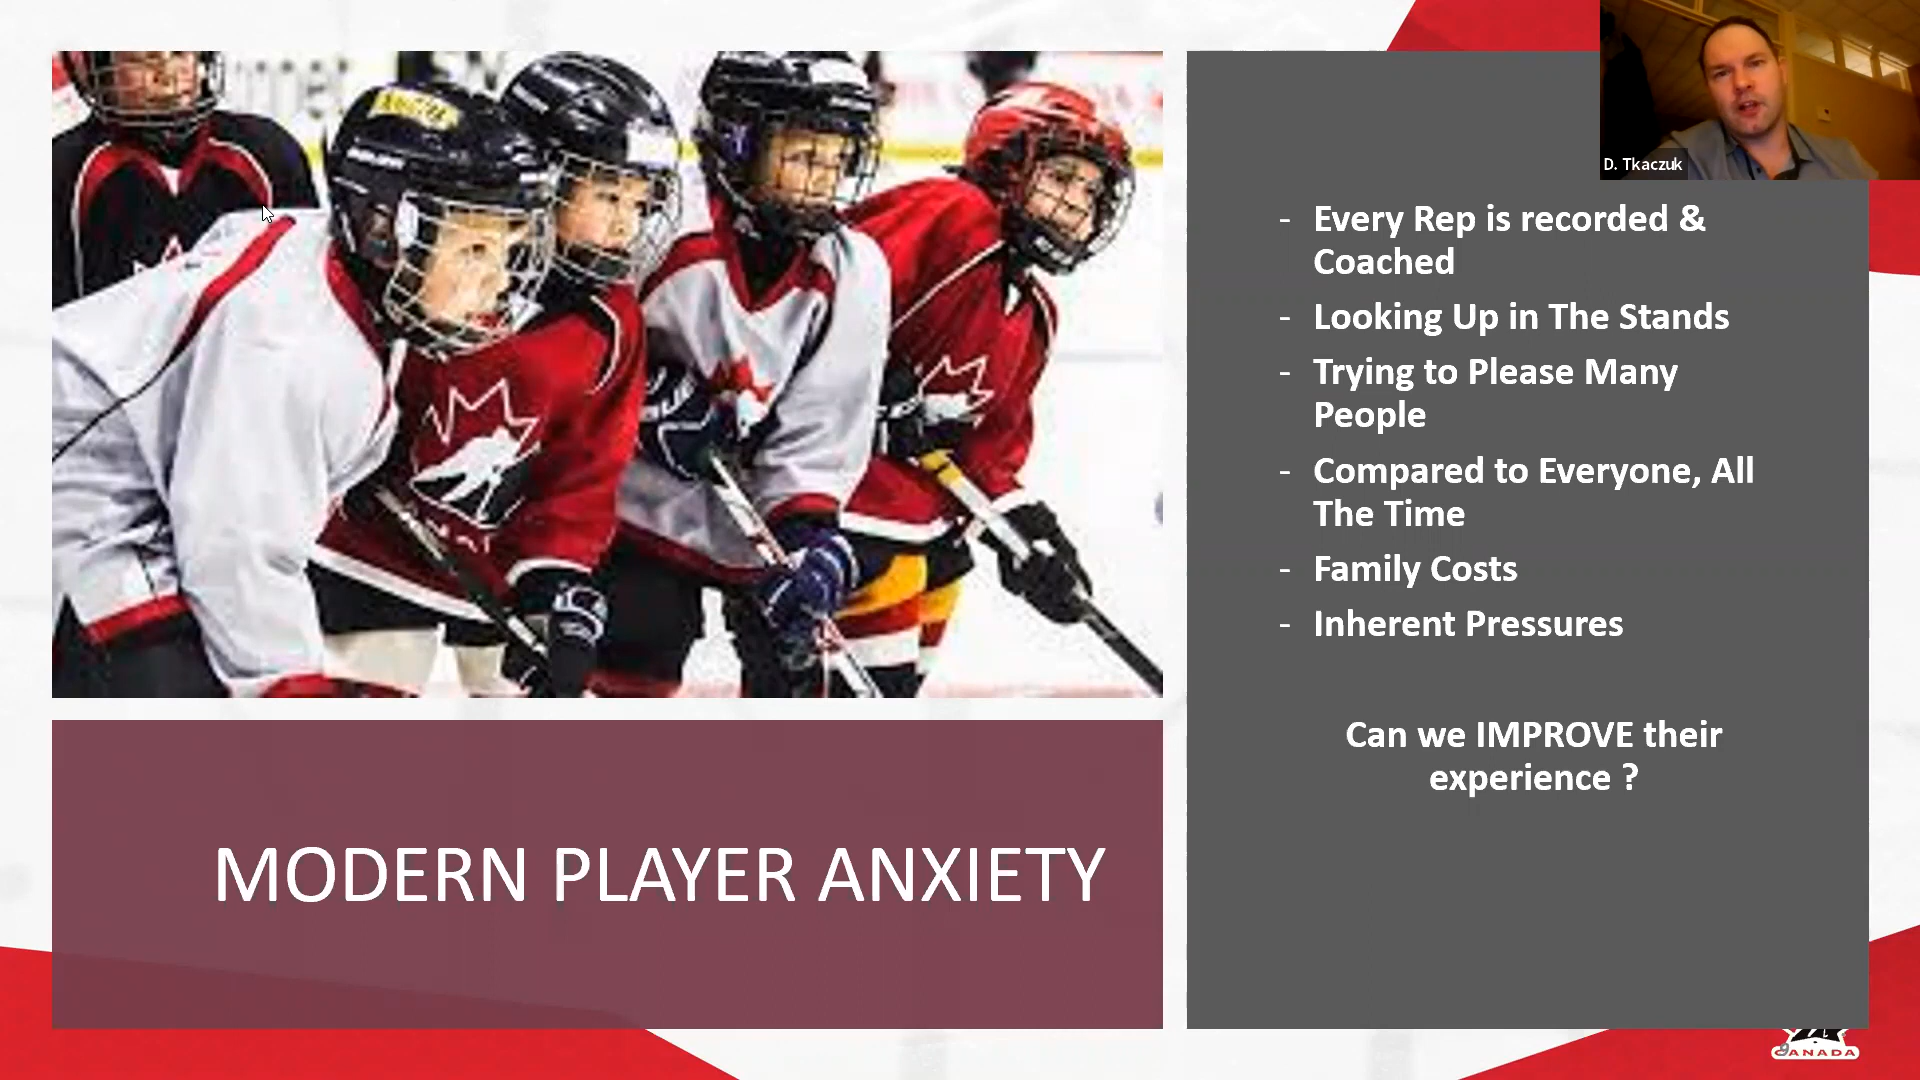 D. Tkaczuk
- Every Rep is recorded &
Coached
- Looking Up in The Stands
- Trying to Please Many
People
- Compared to Everyone, All
The Time
- Family Costs
- Inherent Pressures
Can we IMPROVE their
experience ?
MODERN PLAYER ANXIETY
CANADA